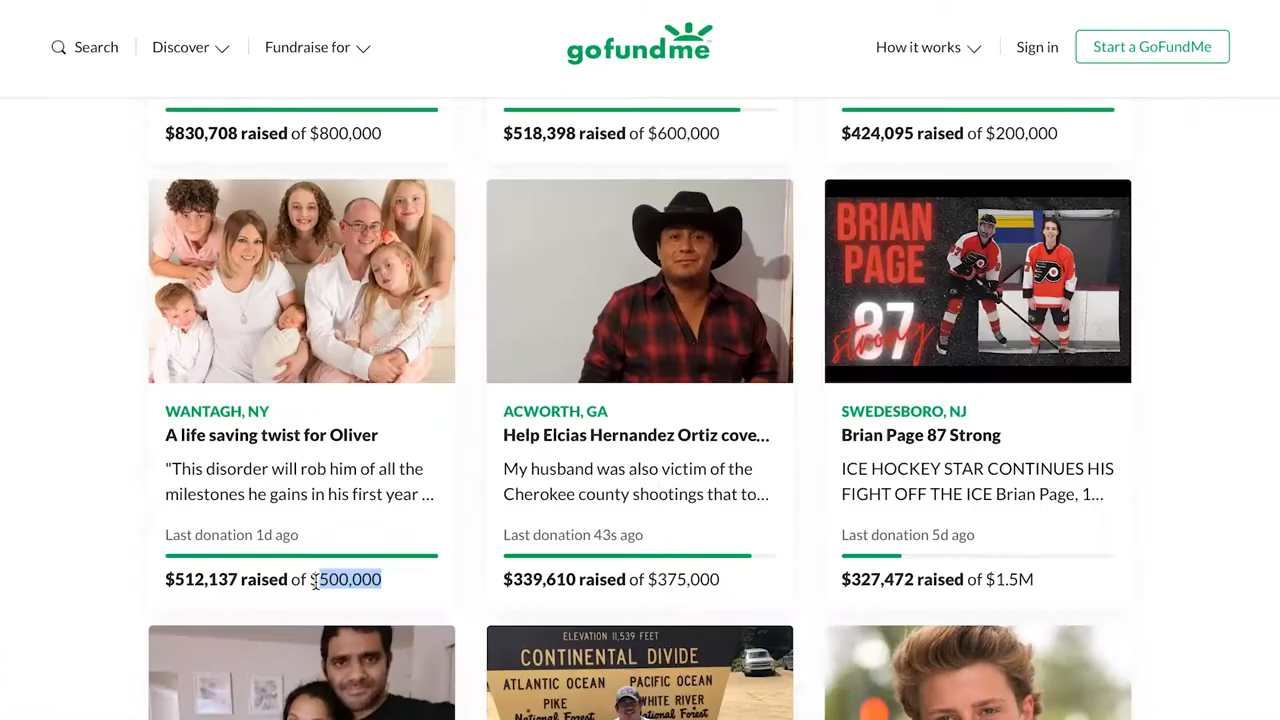 Search
Discover
Fundraise for
gofundme
How it works
Sign in
Start a GoFundMe
$830,708 raised of $800,000
$518,398 raised of $600,000
$424,095 raised of $200,000
BRIAN
PAGE
87
strong
WANTAGH, NY
A life saving twist for Oliver
"This disorder will rob him of all the
milestones he gains in his first year ...
Last donation 1d ago
$512,137 raised of $500,000
ACWORTH, GA
Help Elcias Hernandez Ortiz cove...
My husband was also victim of the
Cherokee county shootings that to...
Last donation 43s ago
$339,610 raised of $375,000
SWEDESBORO, NJ
Brian Page 87 Strong
ICE HOCKEY STAR CONTINUES HIS
FIGHT OFF THE ICE Brian Page, 1...
Last donation 5d ago
$327,472 raised of $1.5M
ELEVATION 11,539 FEET
CONTINENTAL DIVIDE
ATLANTIC OCEAN PACIFIC OCEAN
PIKE WHITE RIVER
National Forest National Forest